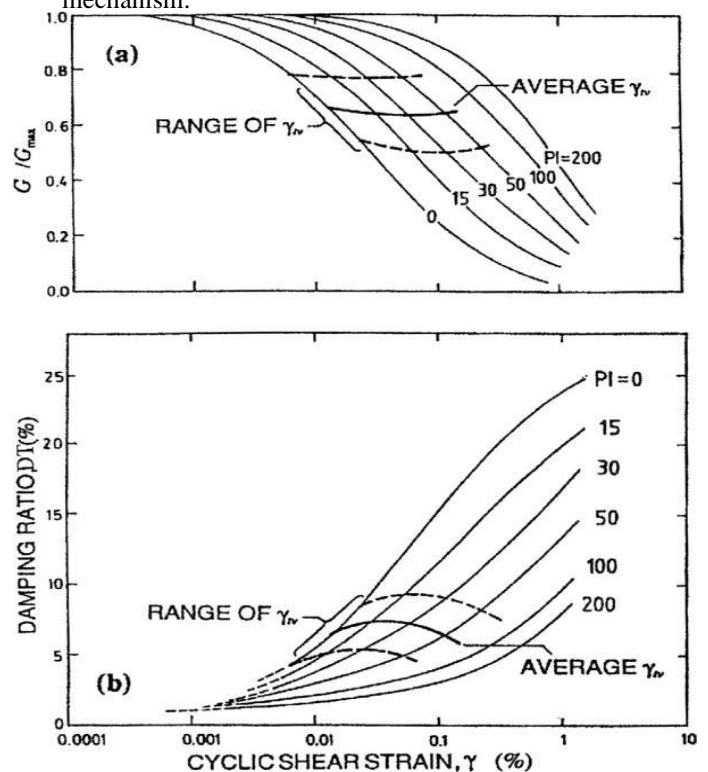 mechanism.
1.0
(a)
0.8
AVERAGE γtv
RANGE OF γtv
0.6
G /Gmax
PI=200
100
50
30
15
0
0.4
0.2
0.0
25
PI=0
20
15
30
15
50
DAMPING RATIO,DT(%)
10
100
RANGE OF γtv
200
5
AVERAGE γtv
(b)
0
0.0001
0.001
0.01
0.1
1
10
CYCLIC SHEAR STRAIN, γ (%)